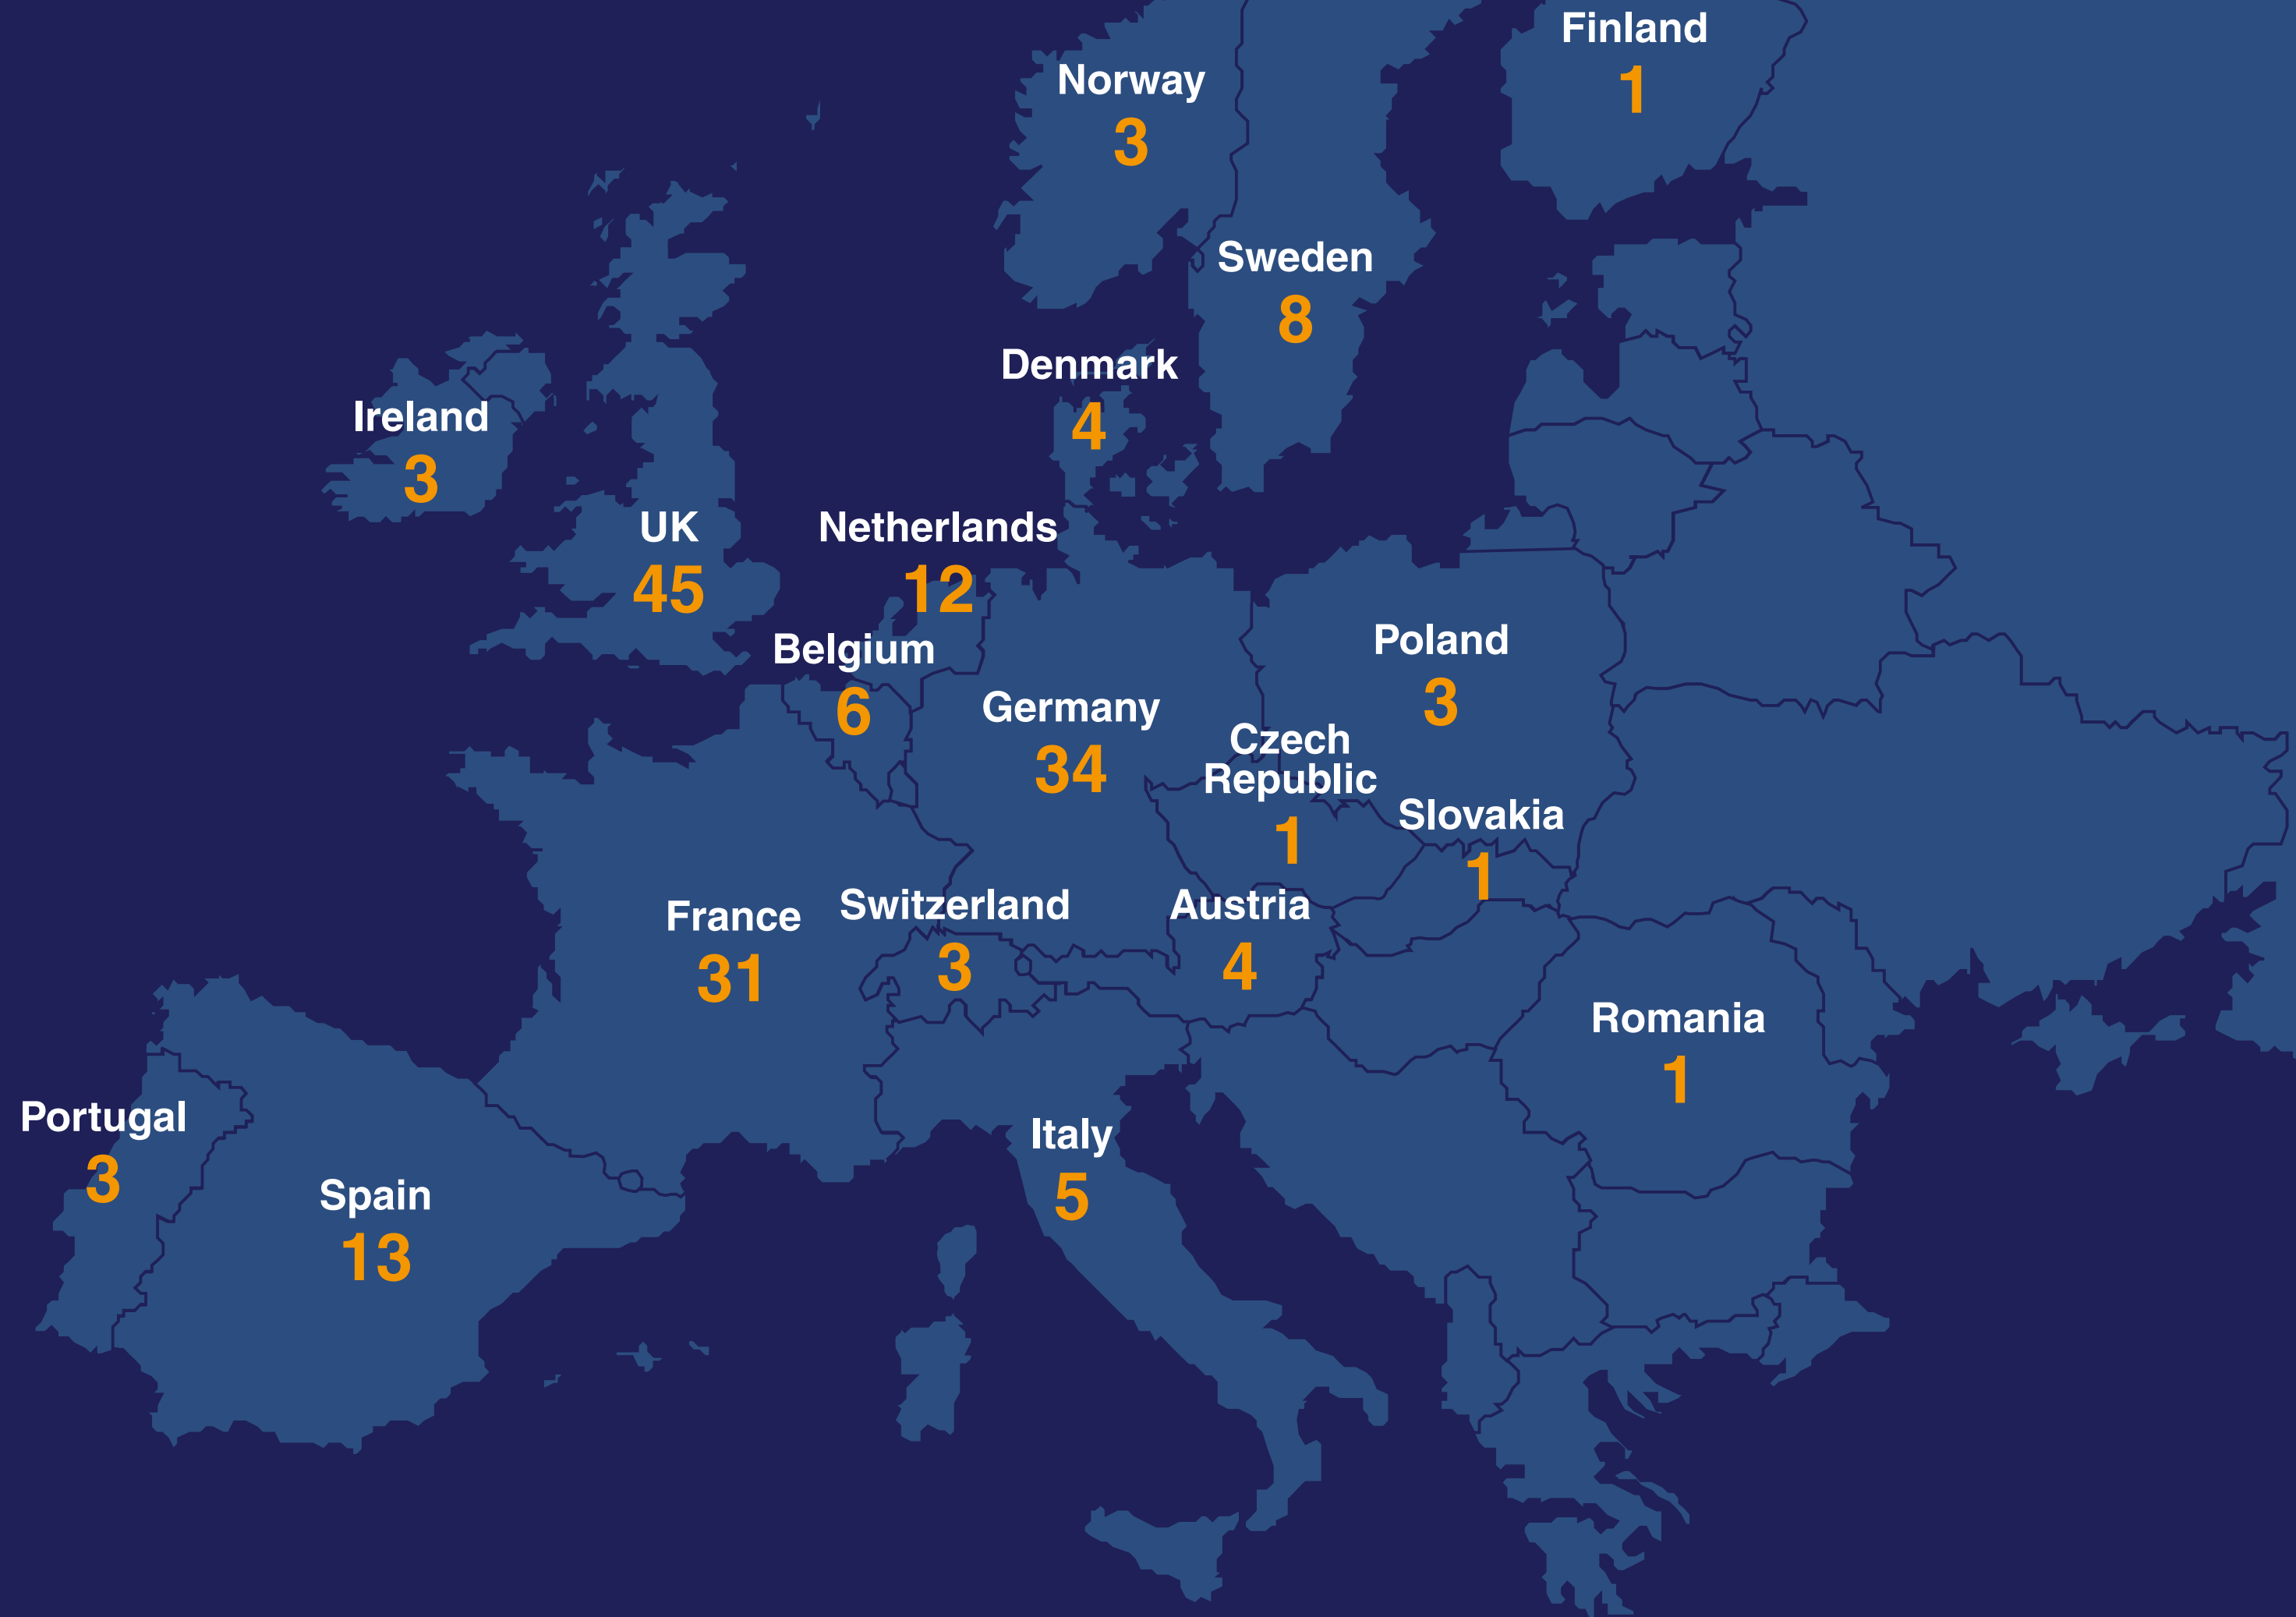 Finland
1
Norway
3
Sweden
8
Denmark
4
Ireland
3
UK
45
Netherlands
12
Belgium
6
Germany
34
Poland
3
Czech
Republic
1
Slovakia
1
France
31
Switzerland
3
Austria
4
Romania
1
Portugal
3
Spain
13
Italy
5